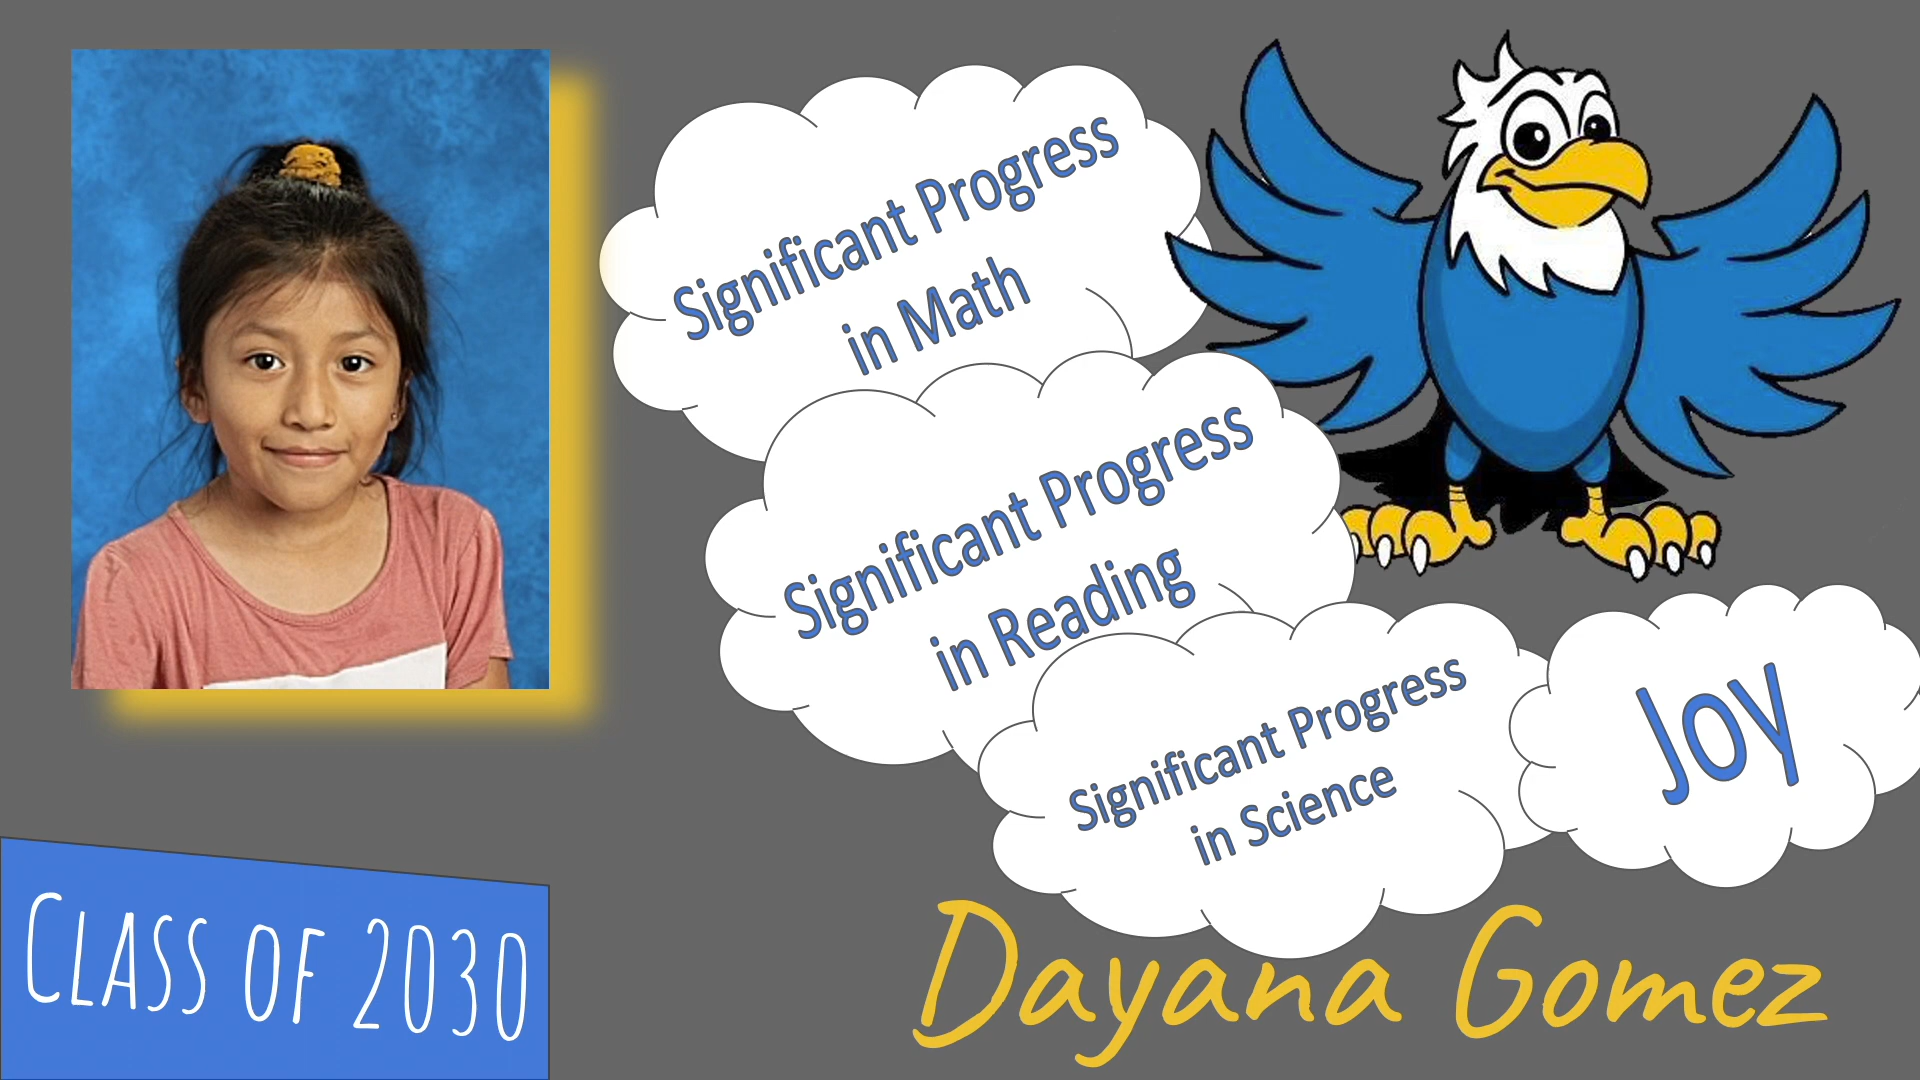 Significant Progress
in Math
Significant Progress
in Reading
Significant Progress
in Science
Joy
Class of 2030
Dayana Gomez